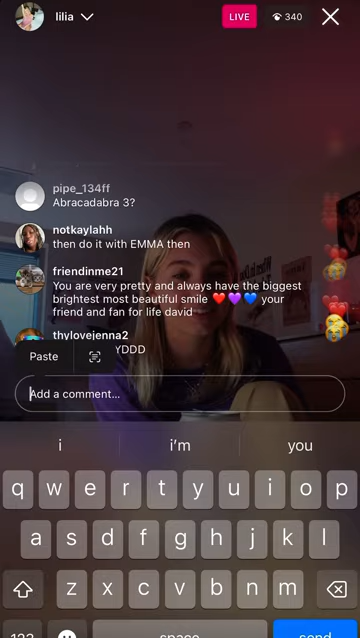 lilia
LIVE
340
pipe_134ff
Abracadabra 3?
notkaylahh
then do it with EMMA then
friendinme21
You are very pretty and always have the biggest
brightest most beautiful smile ❤️💜💙 your
friend and fan for life david
thylovejenna2
YDDD
Paste
Add a comment...
i i'm you
q w e r t y u i o p
a s d f g h j k l
z x c v b n m
123 space send